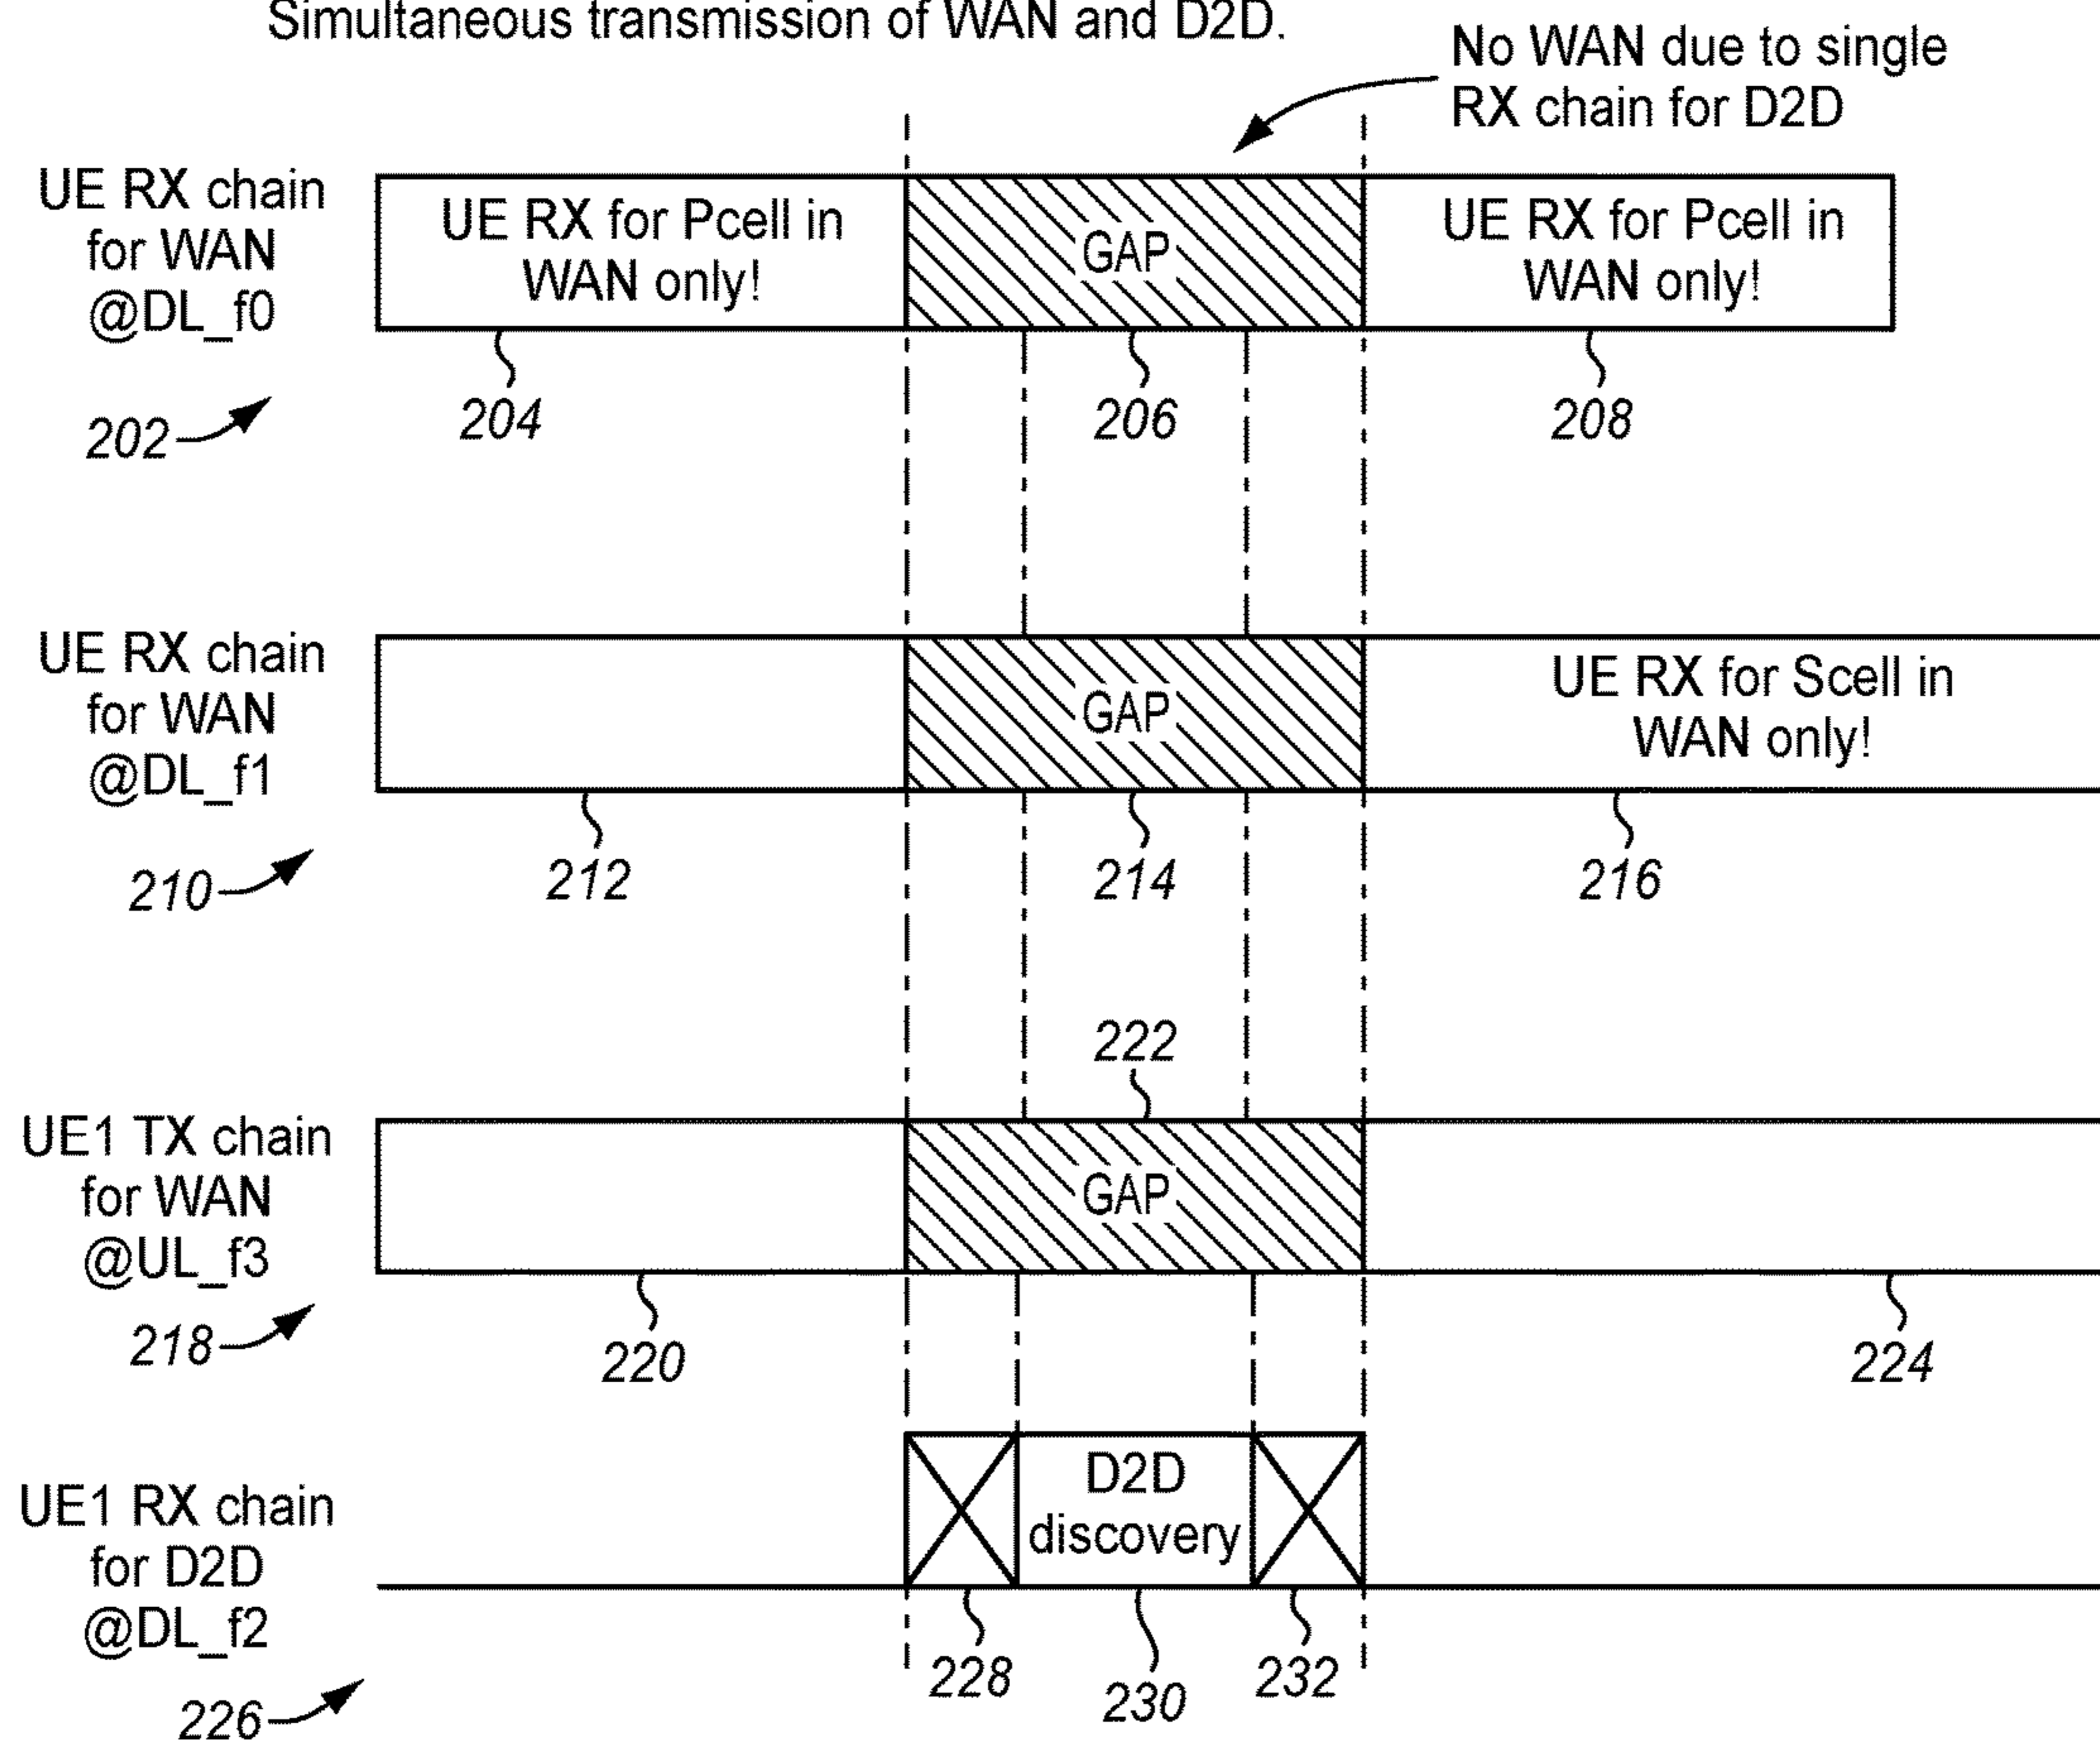 Simultaneous transmission of WAN and D2D.
No WAN due to single
RX chain for D2D
UE RX chain
for WAN
@DL_f0
UE RX for Pcell in
WAN only!
GAP
UE RX for Pcell in
WAN only!
202
204
206
208
UE RX chain
for WAN
@DL_f1
GAP
UE RX for Scell in
WAN only!
210
212
214
216
222
UE1 TX chain
for WAN
@UL_f3
GAP
218
220
224
UE1 RX chain
for D2D
@DL_f2
D2D
discovery
226
228
230
232